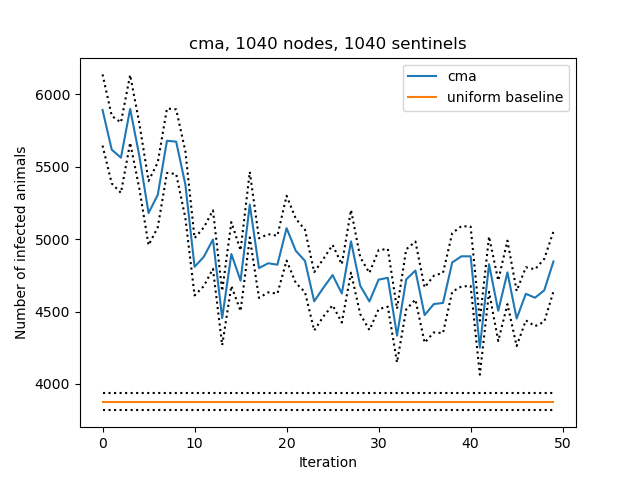 cma, 1040 nodes, 1040 sentinels
cma
uniform baseline
Number of infected animals
6000
5500
5000
4500
4000
0 10 20 30 40 50
Iteration